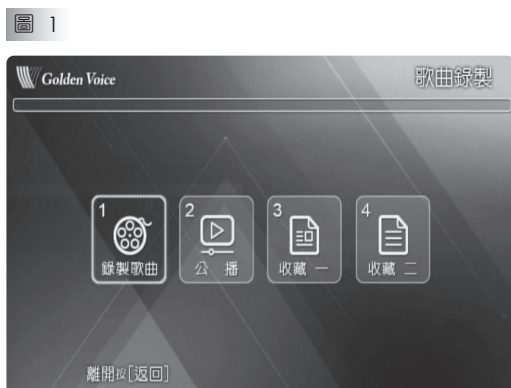 圖 1
Golden Voice
歌曲錄製
1
錄製歌曲
2
公 播
3
收藏 一
4
收藏 二
離開按[返回]